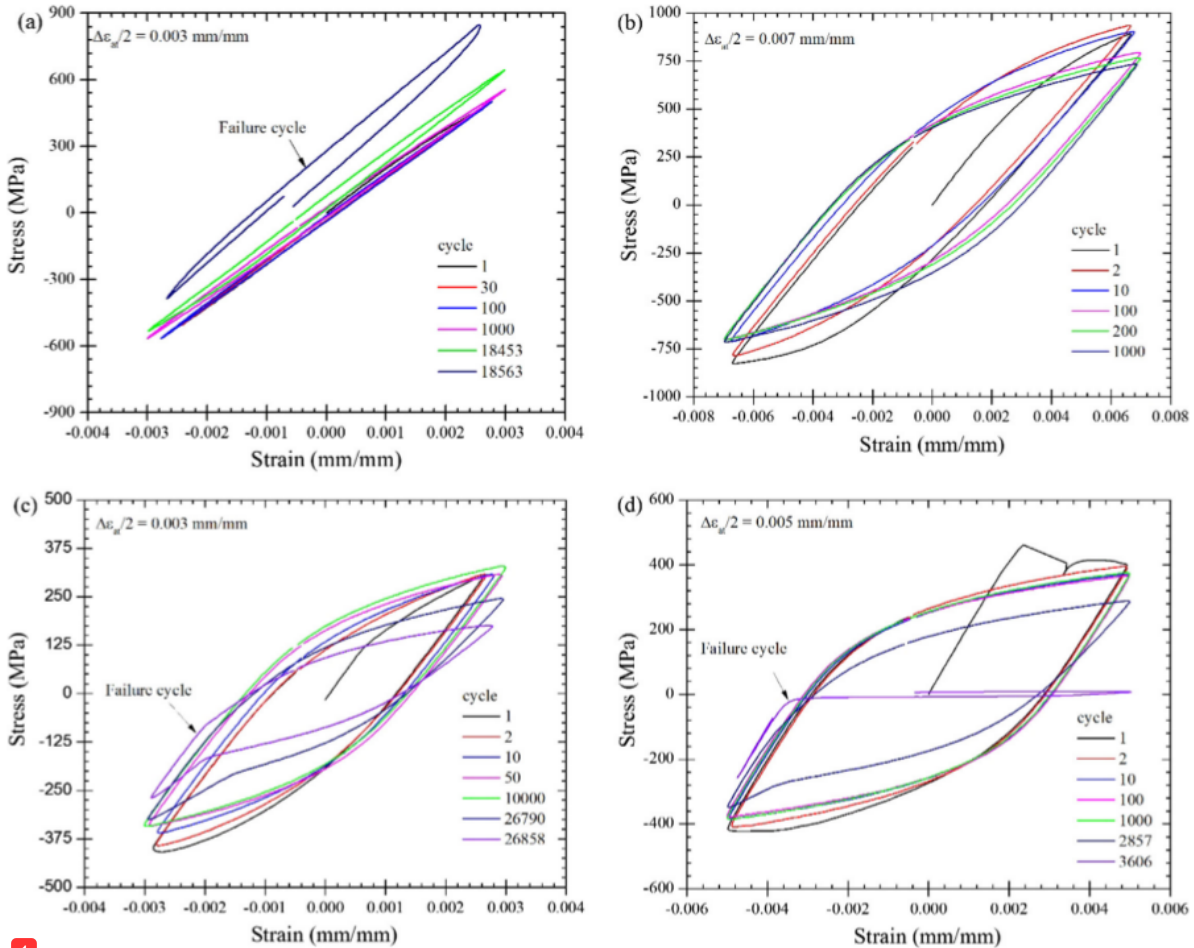 (a)
Δε_at/2 = 0.003 mm/mm
Failure cycle
cycle
1
30
100
1000
18453
18563
900
600
300
0
-300
-600
-900
-0.004 -0.003 -0.002 -0.001 0.000 0.001 0.002 0.003 0.004
Stress (MPa)
Strain (mm/mm)
(b)
Δε_at/2 = 0.007 mm/mm
cycle
1
2
10
100
200
1000
1000
750
500
250
0
-250
-500
-750
-1000
-0.008 -0.006 -0.004 -0.002 0.000 0.002 0.004 0.006 0.008
Stress (MPa)
Strain (mm/mm)
(c)
Δε_at/2 = 0.003 mm/mm
Failure cycle
cycle
1
2
10
50
10000
26790
26858
500
375
250
125
0
-125
-250
-375
-500
-0.004 -0.003 -0.002 -0.001 0.000 0.001 0.002 0.003 0.004
Stress (MPa)
Strain (mm/mm)
(d)
Δε_at/2 = 0.005 mm/mm
Failure cycle
cycle
1
2
10
100
1000
2857
3606
600
400
200
0
-200
-400
-600
-0.006 -0.004 -0.002 0.000 0.002 0.004 0.006
Stress (MPa)
Strain (mm/mm)